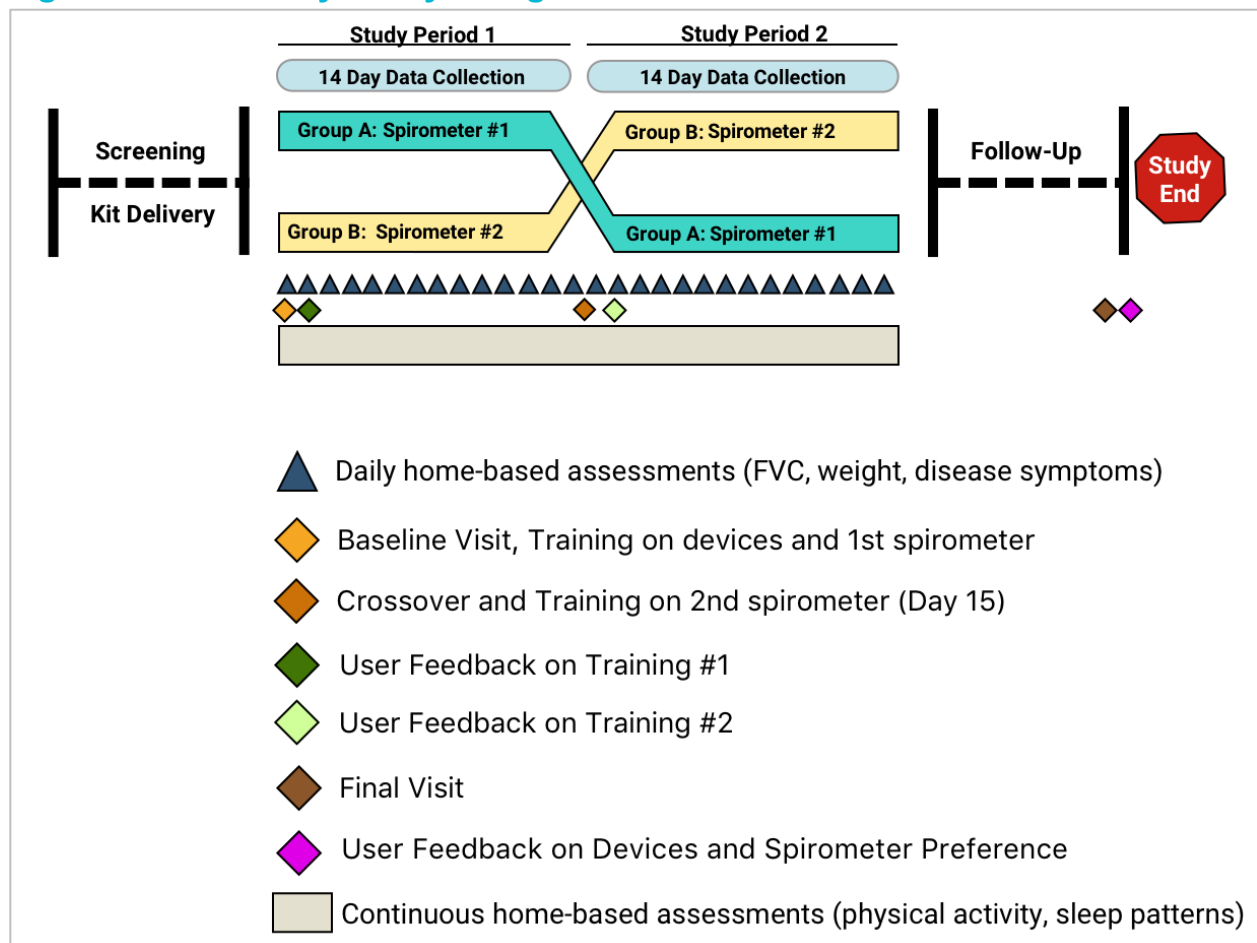 Study Period 1
Study Period 2
14 Day Data Collection
14 Day Data Collection
Group A: Spirometer #1
Group B: Spirometer #2
Screening
Kit Delivery
Follow-Up
Study
End
Group B: Spirometer #2
Group A: Spirometer #1
Daily home-based assessments (FVC, weight, disease symptoms)
Baseline Visit, Training on devices and 1st spirometer
Crossover and Training on 2nd spirometer (Day 15)
User Feedback on Training #1
User Feedback on Training #2
Final Visit
User Feedback on Devices and Spirometer Preference
Continuous home-based assessments (physical activity, sleep patterns)